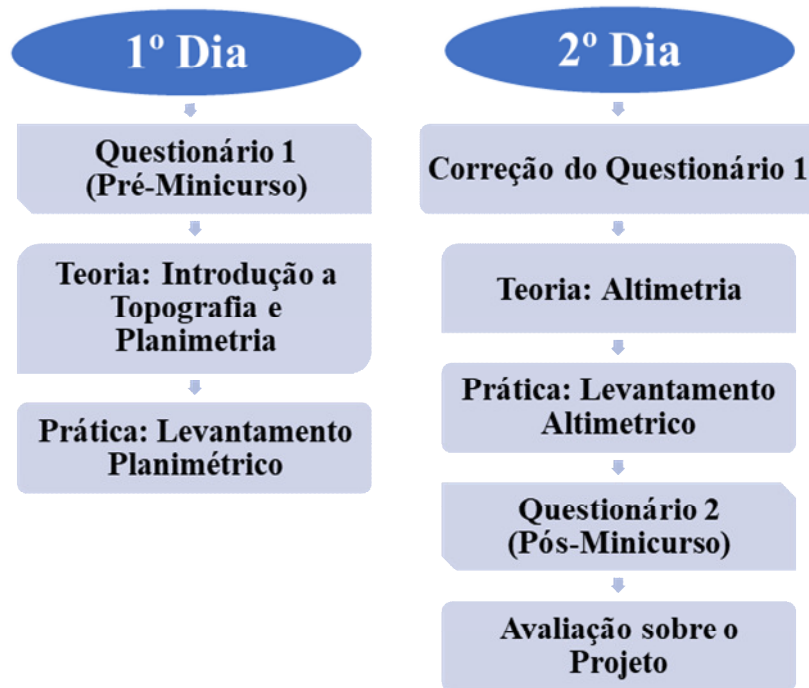 1º Dia
Questionário 1
(Pré-Minicurso)
Teoria: Introdução a
Topografia e
Planimetria
Prática: Levantamento
Planimétrico
2º Dia
Correção do Questionário 1
Teoria: Altimetria
Prática: Levantamento
Altimetrico
Questionário 2
(Pós-Minicurso)
Avaliação sobre o
Projeto